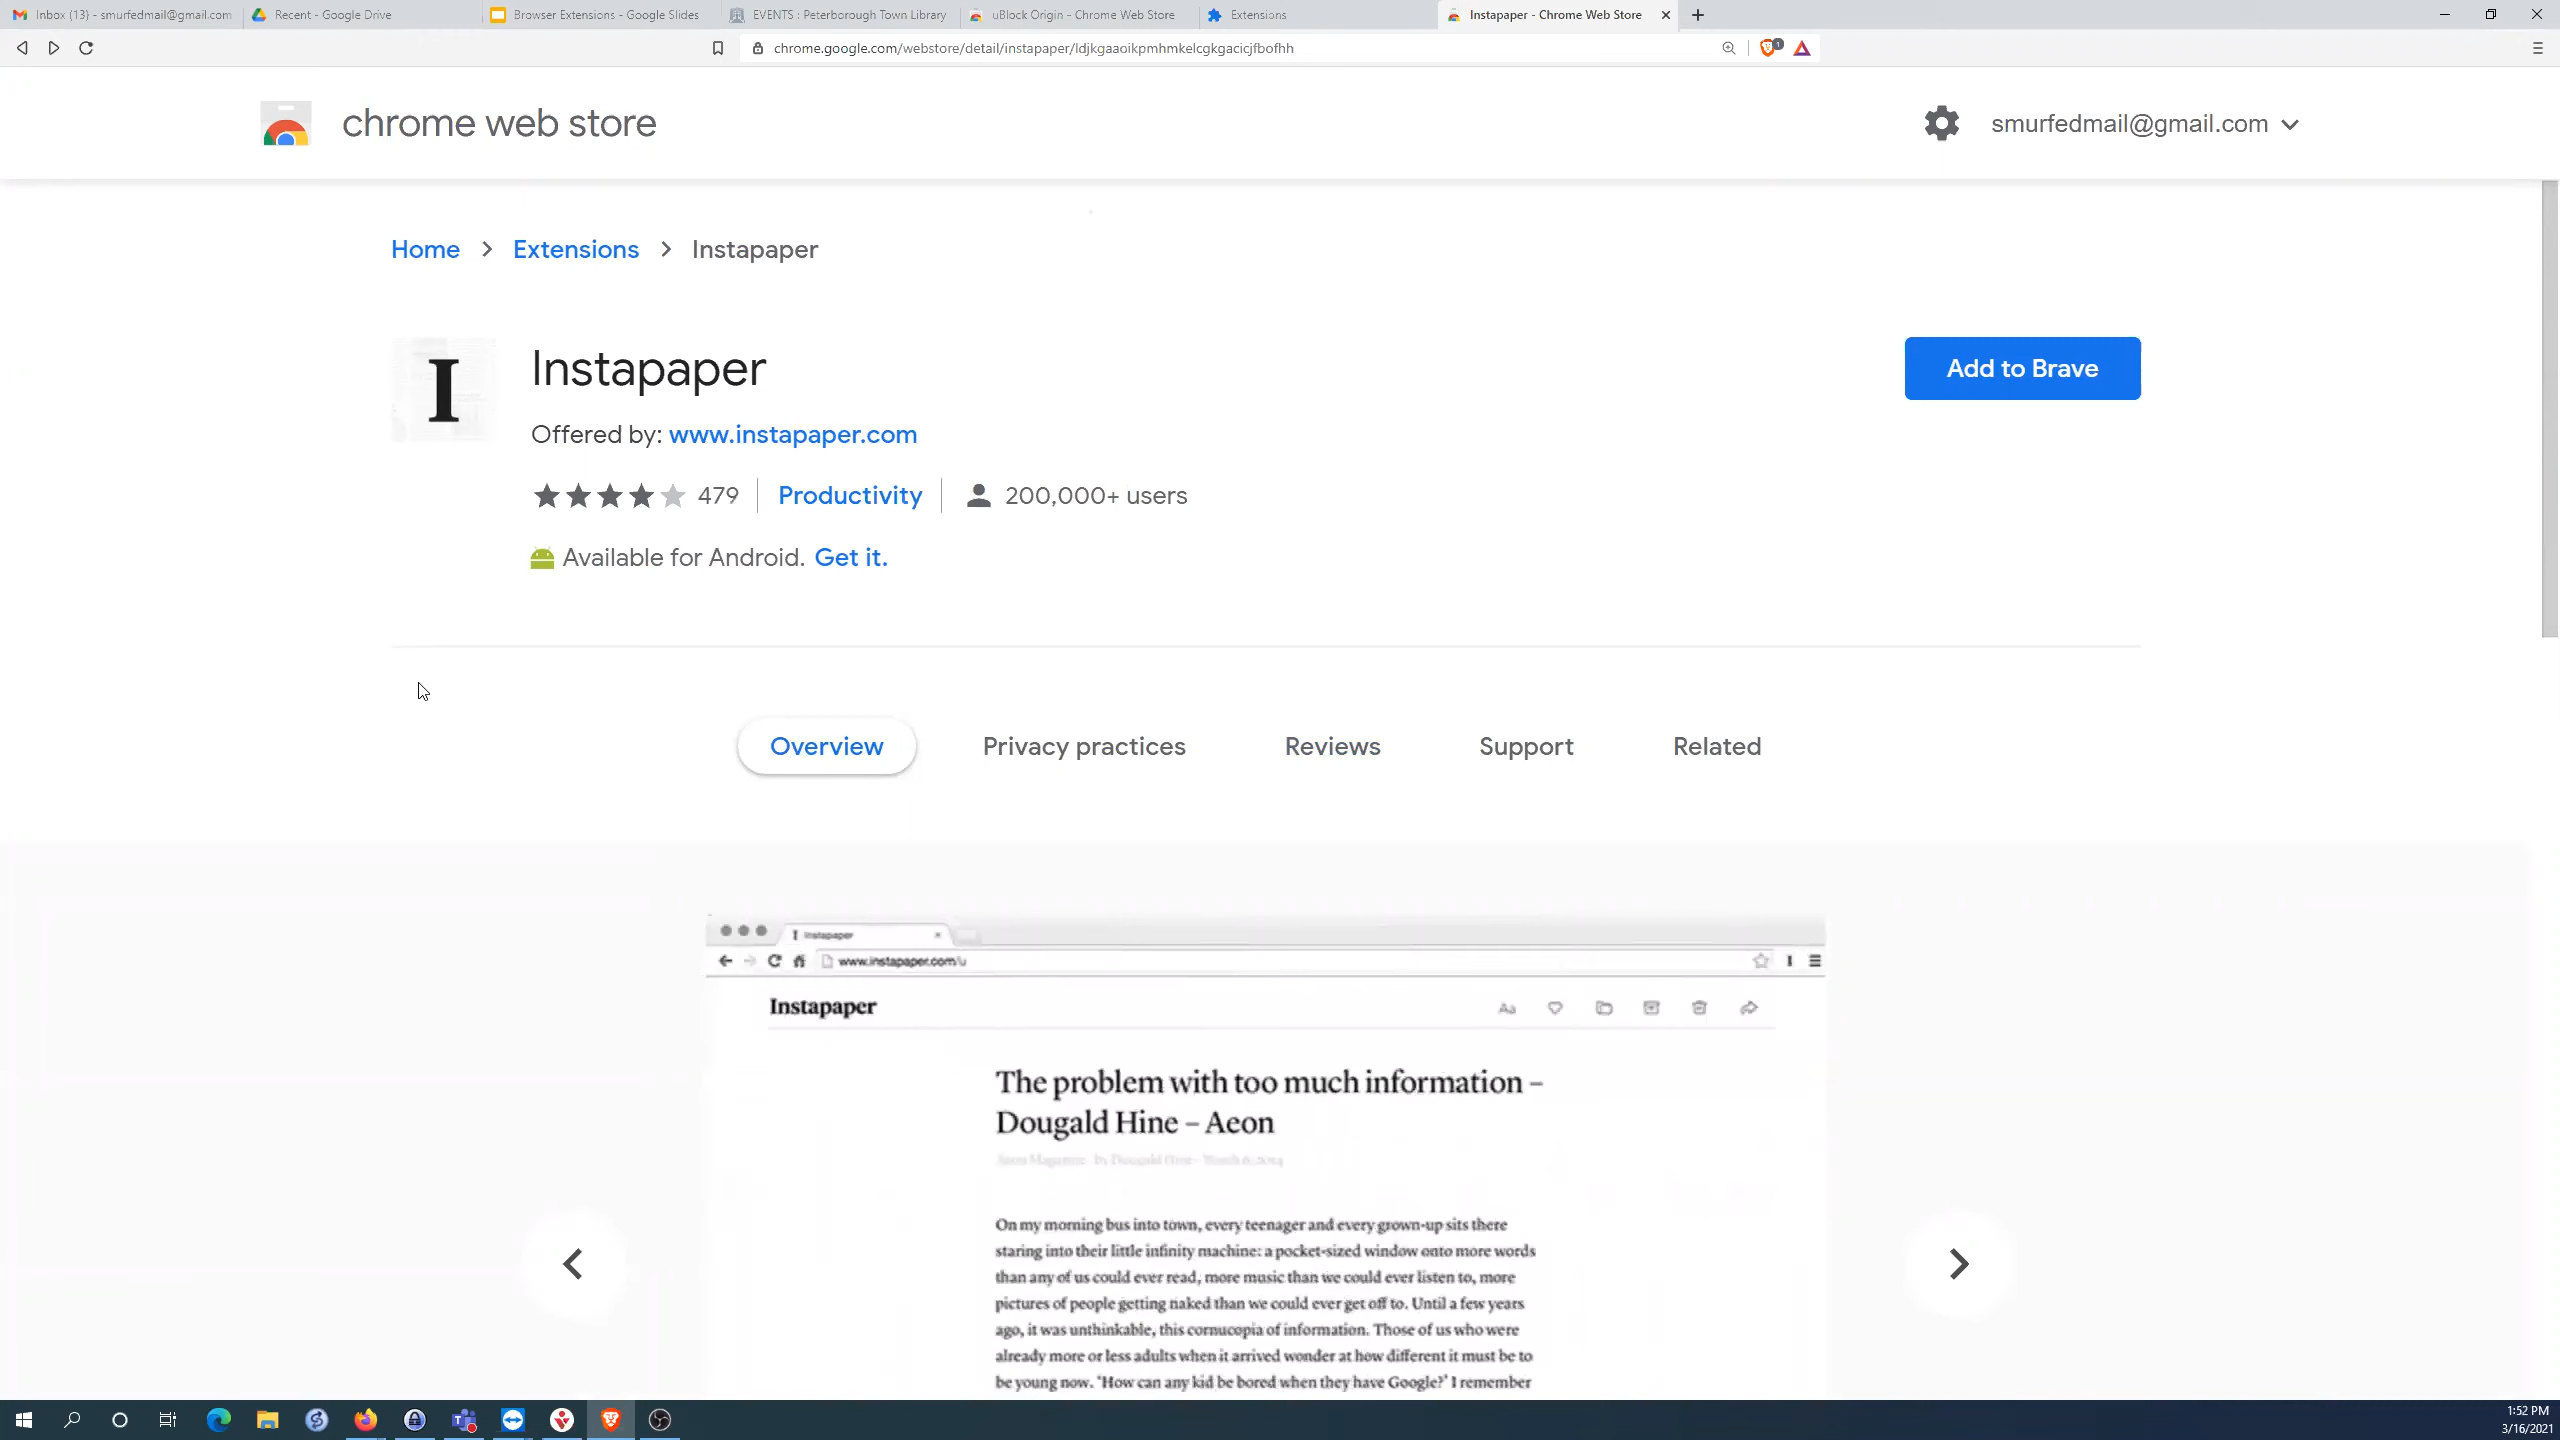 Inbox (13) - smurfedmail@gmail.com
Recent - Google Drive
Browser Extensions - Google Slides
EVENTS : Peterborough Town Library
uBlock Origin - Chrome Web Store
Extensions
Instapaper - Chrome Web Store
chrome.google.com/webstore/detail/instapaper/ldjkgaaoikpmhmkelcgkgacicjfbofhh
1
chrome web store
smurfedmail@gmail.com
Home > Extensions > Instapaper
I
Instapaper
Add to Brave
Offered by: www.instapaper.com
479
Productivity
200,000+ users
Available for Android. Get it.
Overview
Privacy practices
Reviews
Support
Related
Instapaper
www.instapaper.com/u
Instapaper
Aa
The problem with too much information –
Dougald Hine – Aeon
Aeon Magazine by Dougald Hine –
On my morning bus into town, every teenager and every grown-up sits there
staring into their little infinity machine: a pocket-sized window onto more words
than any of us could ever read, more music than we could ever listen to, more
pictures of people getting naked than we could ever get off to. Until a few years
ago, it was unthinkable, this cornucopia of information. Those of us who were
already more or less adults when it arrived wonder at how different it must be to
be young now. ‘How can any kid be bored when they have Google?’ I remember
1:52 PM
3/16/2021